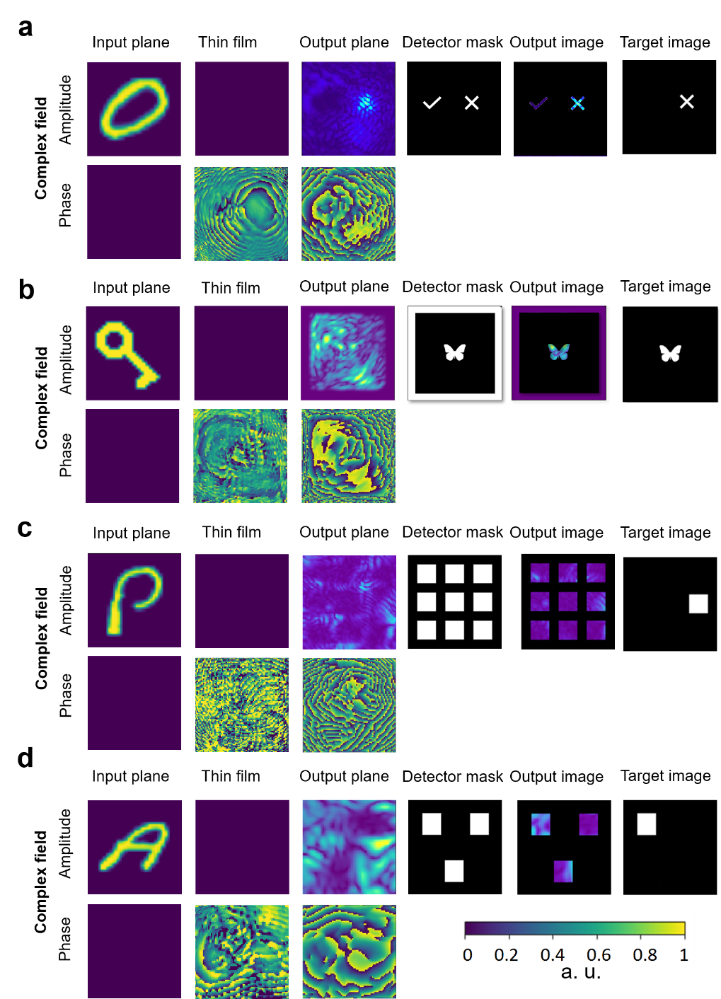 a
Input plane Thin film Output plane Detector mask Output image Target image
Complex field
Amplitude
Phase
b
Input plane Thin film Output plane Detector mask Output image Target image
Complex field
Amplitude
Phase
c
Input plane Thin film Output plane Detector mask Output image Target image
Complex field
Amplitude
Phase
d
Input plane Thin film Output plane Detector mask Output image Target image
Complex field
Amplitude
Phase
A
0 0.2 0.4 0.6 0.8 1
a. u.